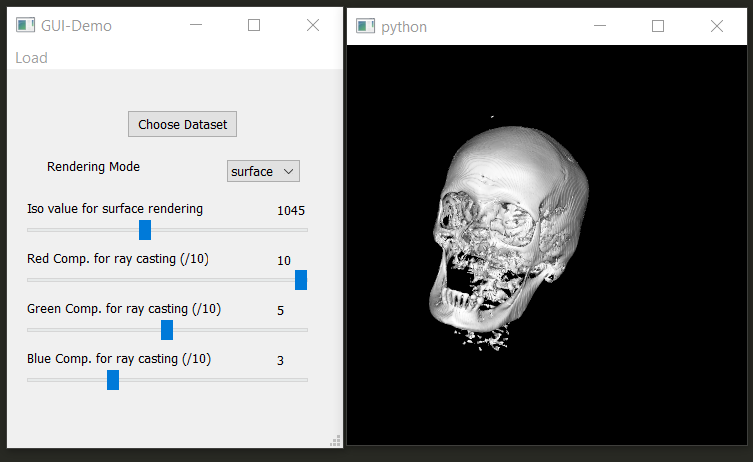 GUI-Demo
Load
Choose Dataset
Rendering Mode surface
Iso value for surface rendering 1045
Red Comp. for ray casting (/10) 10
Green Comp. for ray casting (/10) 5
Blue Comp. for ray casting (/10) 3
python